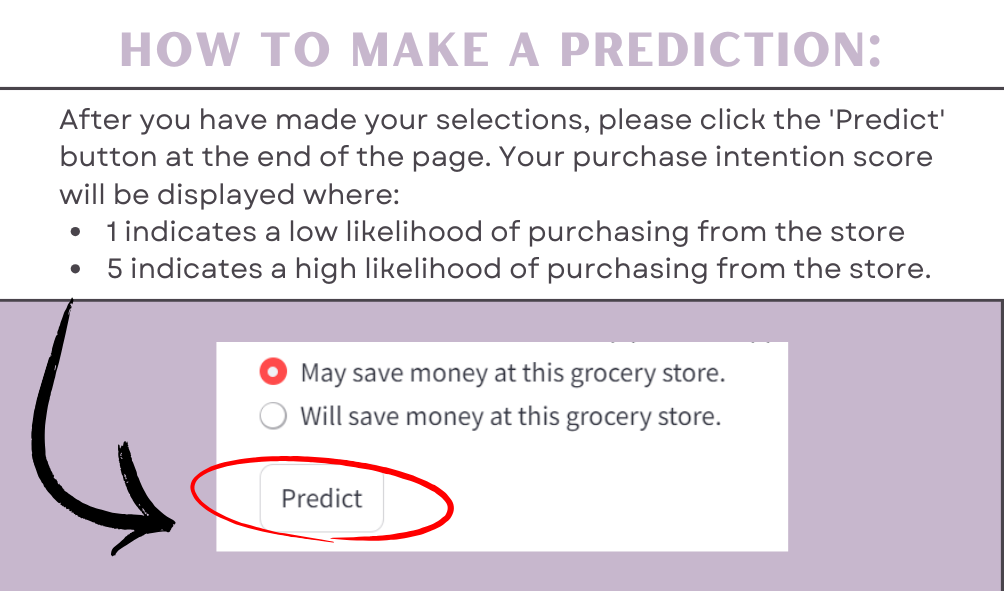 HOW TO MAKE A PREDICTION:
After you have made your selections, please click the 'Predict'
button at the end of the page. Your purchase intention score
will be displayed where:
• 1 indicates a low likelihood of purchasing from the store
• 5 indicates a high likelihood of purchasing from the store.
May save money at this grocery store.
Will save money at this grocery store.
Predict